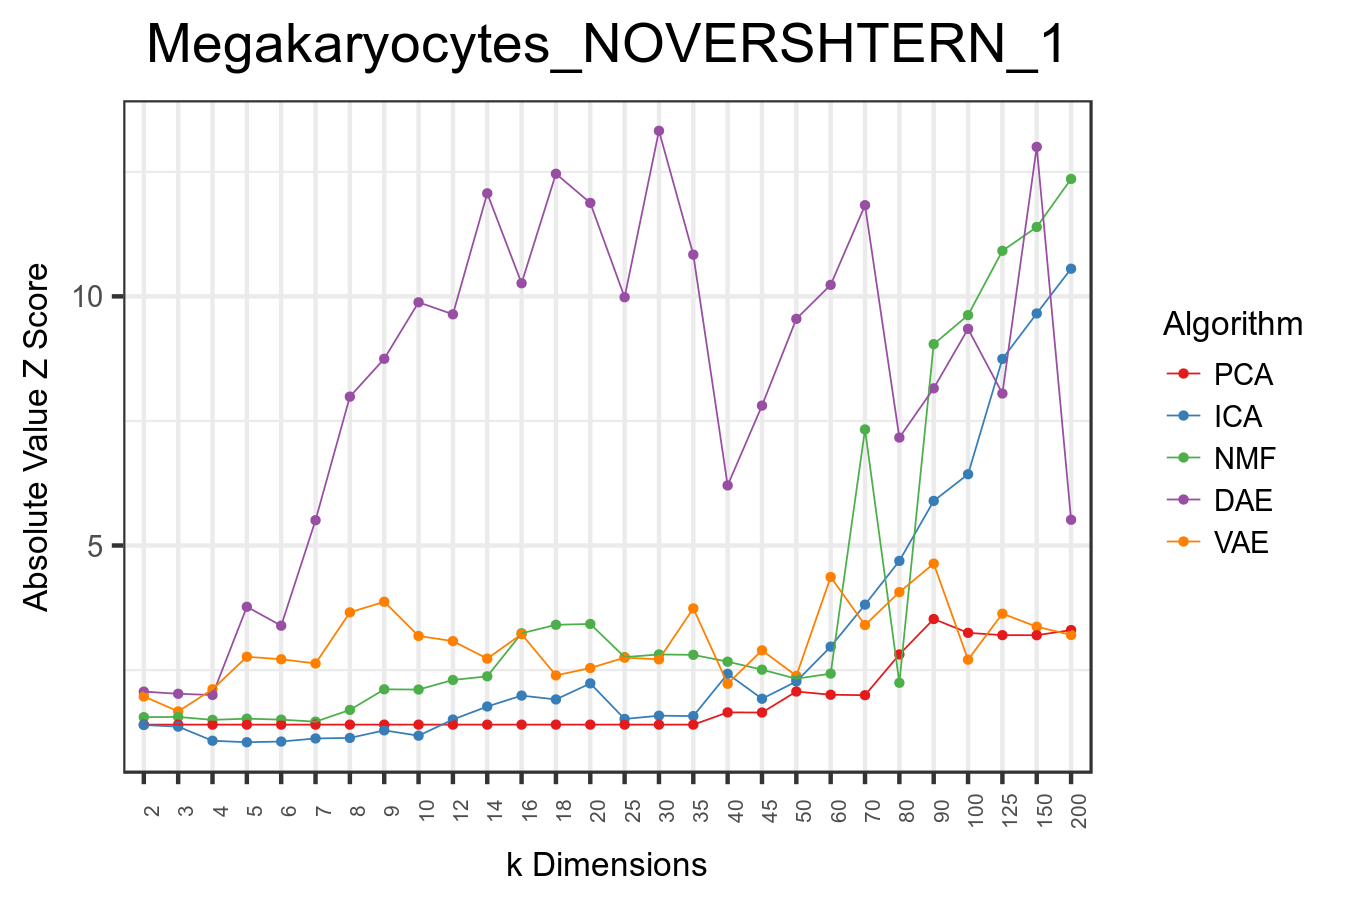 Megakaryocytes_NOVERSHTERN_1
Absolute Value Z Score
10
5
2 3 4 5 6 7 8 9 10 12 14 16 18 20 25 30 35 40 45 50 60 70 80 90 100 125 150 200
k Dimensions
Algorithm
PCA
ICA
NMF
DAE
VAE